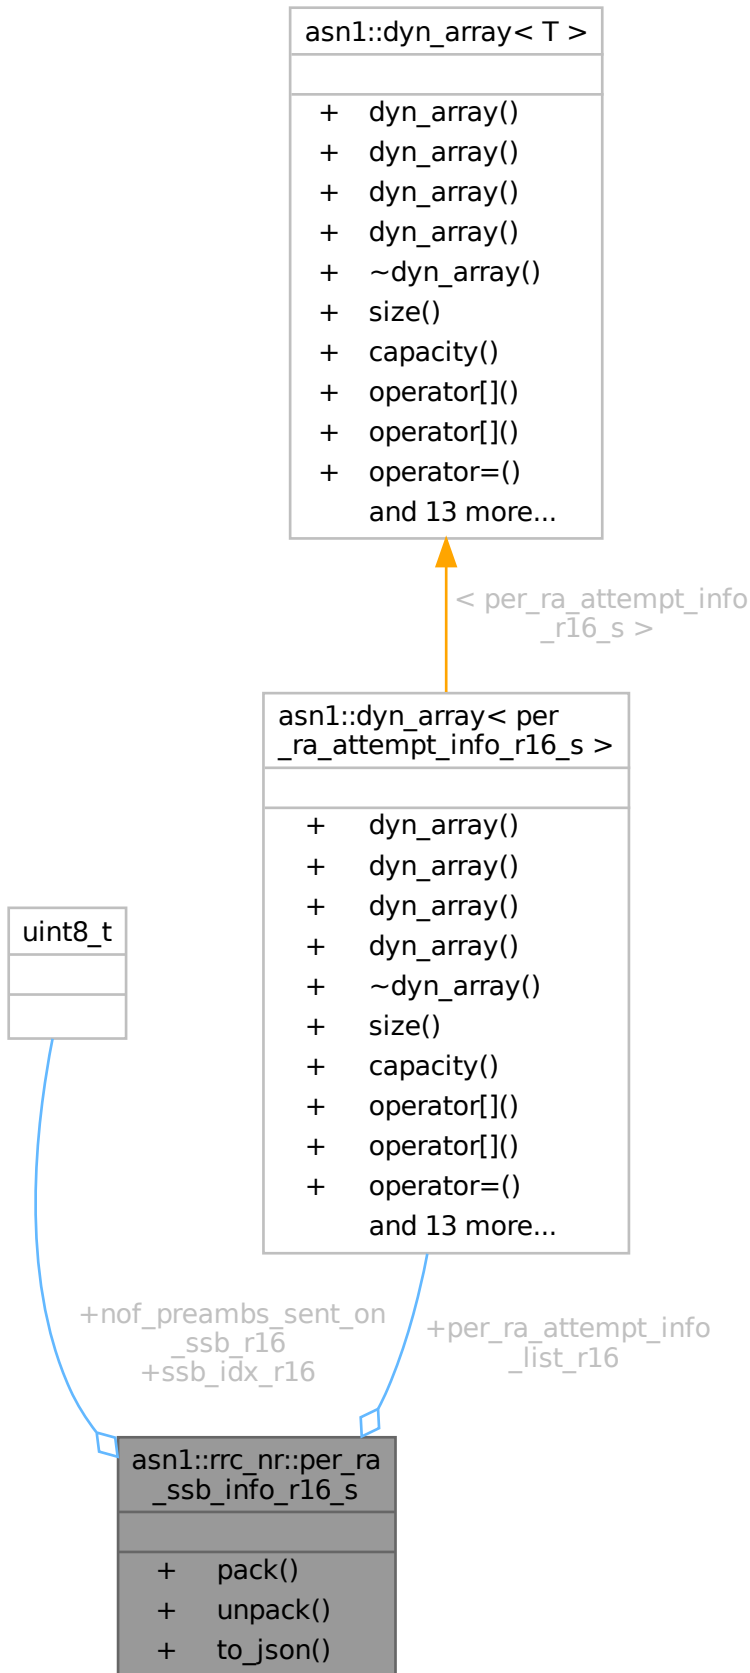 asn1::dyn_array< T >
+ dyn_array()
+ dyn_array()
+ dyn_array()
+ dyn_array()
+ ~dyn_array()
+ size()
+ capacity()
+ operator[]()
+ operator[]()
+ operator=()
and 13 more...
< per_ra_attempt_info
_r16_s >
asn1::dyn_array< per
_ra_attempt_info_r16_s >
+ dyn_array()
+ dyn_array()
+ dyn_array()
+ dyn_array()
+ ~dyn_array()
+ size()
+ capacity()
+ operator[]()
+ operator[]()
+ operator=()
and 13 more...
uint8_t
+nof_preambs_sent_on
_ssb_r16
+ssb_idx_r16
+per_ra_attempt_info
_list_r16
asn1::rrc_nr::per_ra
_ssb_info_r16_s
+ pack()
+ unpack()
+ to_json()